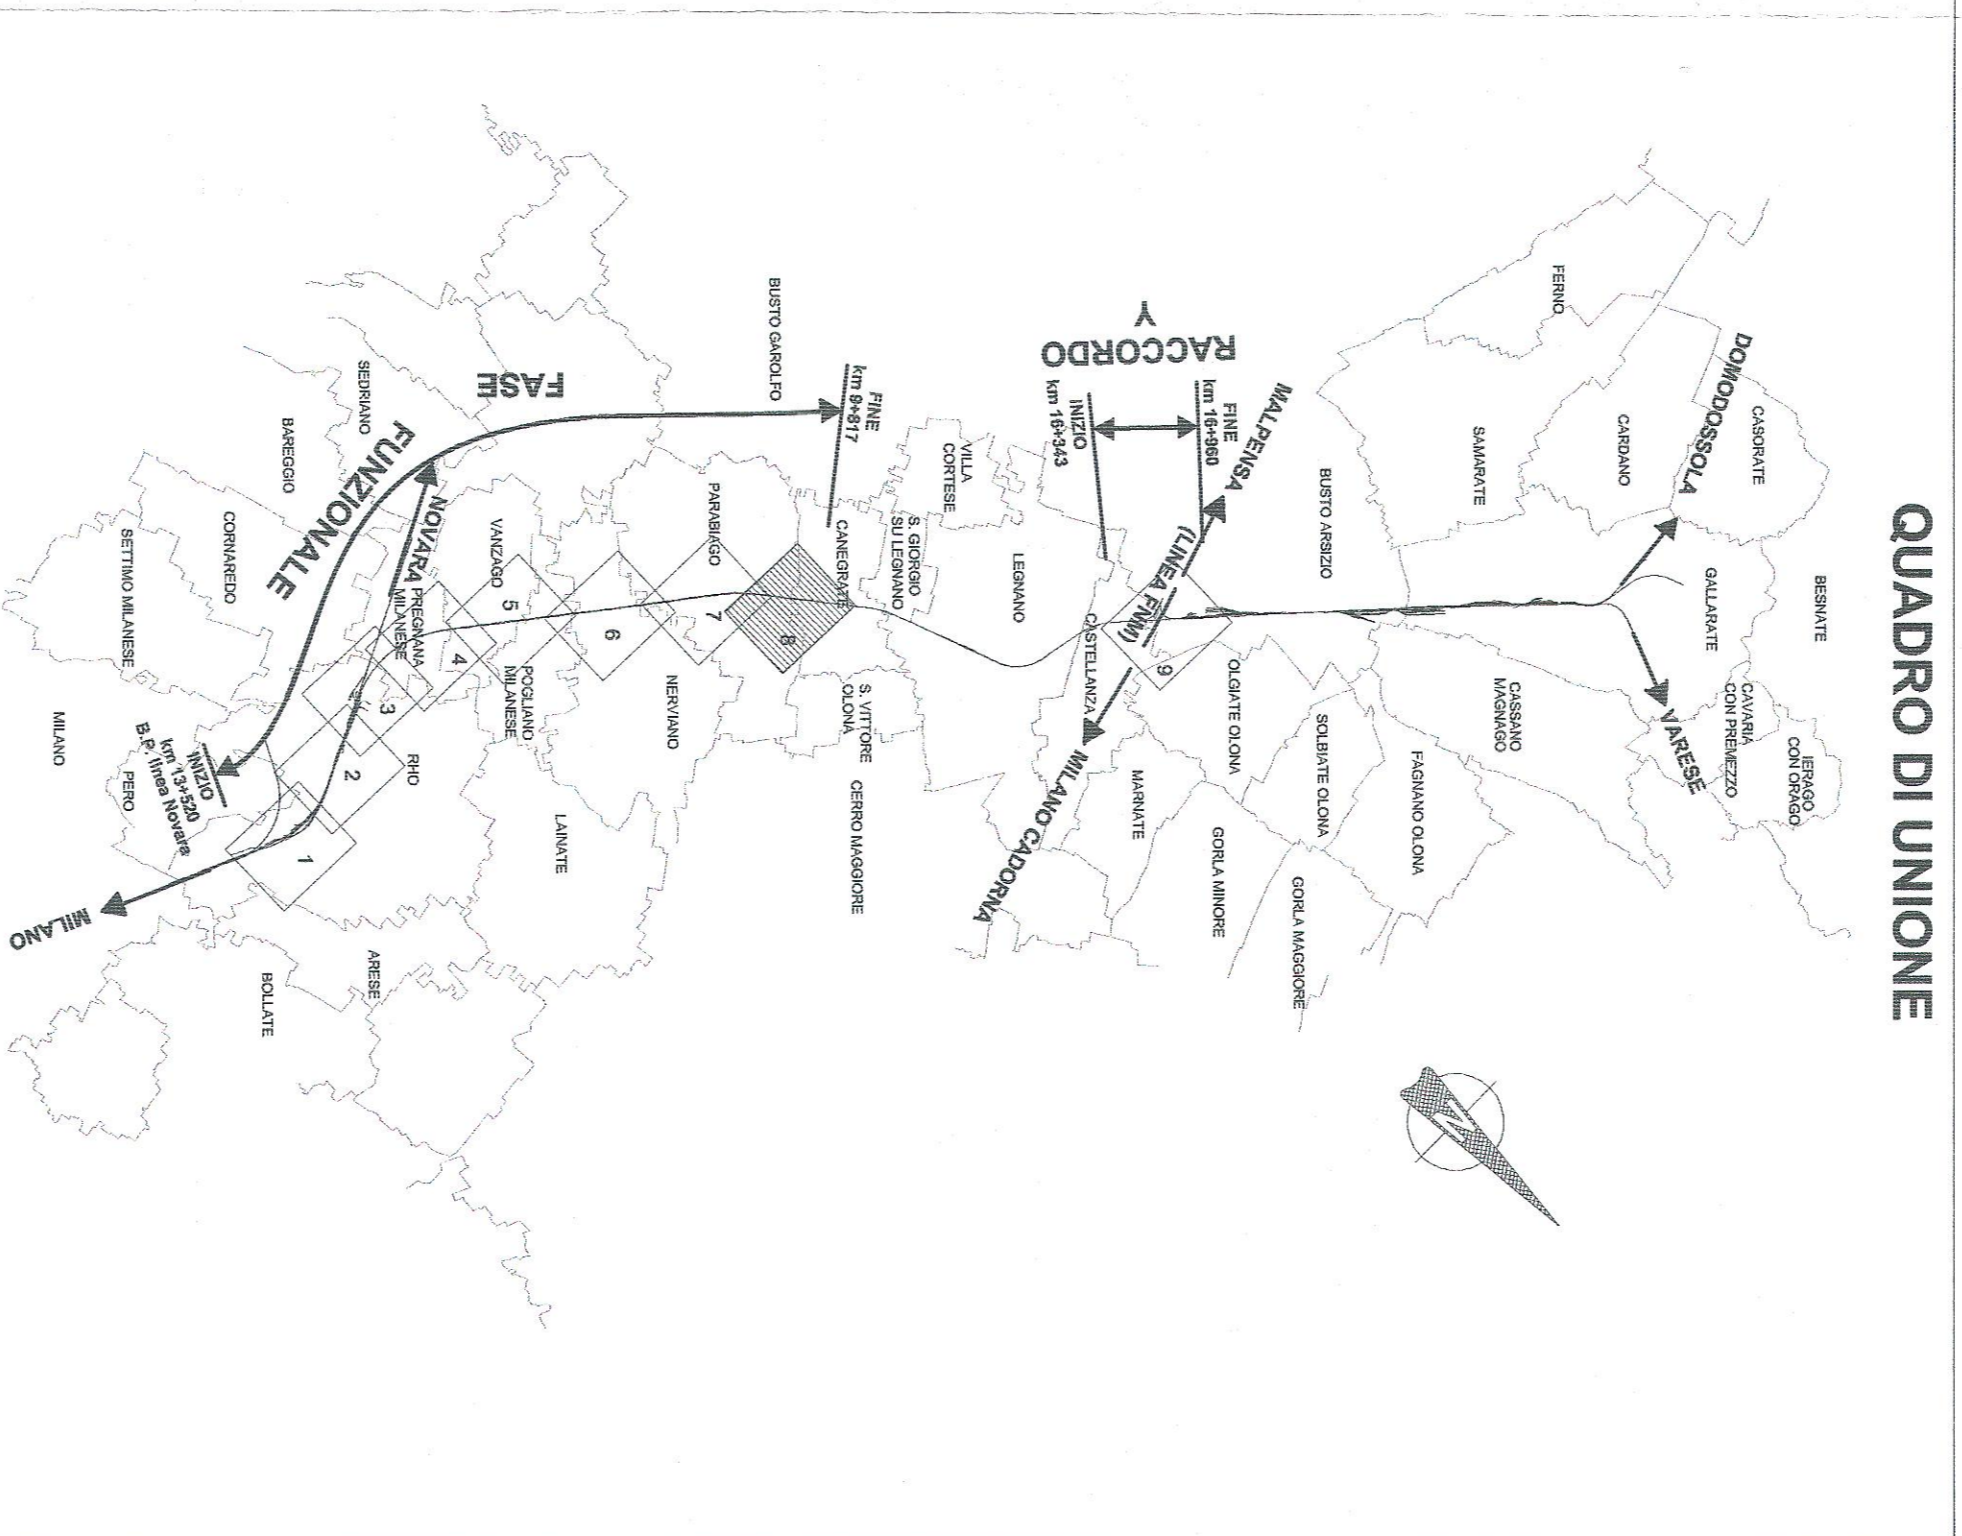 QUADRO DI UNIONE
BESNATE
IERAGO
CON ORAGO
CAVARIA
CON PREMEZZO
CASORATE
DOMODOSSOLA
GALLARATE
VARESE
CARDANO
FERNO
SAMARATE
CASSANO
MAGNAGO
FAGNANO OLONA
BUSTO ARSIZIO
SOLBIATE OLONA
GORLA MAGGIORE
MALPENSA
(LINEA FNM)
OLGIATE OLONA
GORLA MINORE
RACCORDO
Y
FINE
km 16+960
INIZIO
km 16+343
9
MARNATE
CASTELLANZA
MILANO CADORNA
LEGNANO
VILLA
CORTESE
S. GIORGIO
SU LEGNANO
FINE
km 9+817
CANEGRATE
S. VITTORE
OLONA
CERRO MAGGIORE
BUSTO GAROLFO
8
PARABIAGO
7
NERVIANO
6
LAINATE
FASE
FUNZIONALE
VANZAGO
5
POGLIANO
MILANESE
4
NOVARA
PREGNANA
MILANESE
3
RHO
2
1
SEDRIANO
BAREGGIO
CORNAREDO
SETTIMO MILANESE
ARESE
BOLLATE
INIZIO
km 13+520
B.P. linea Novara
PERO
MILANO
MILANO
N